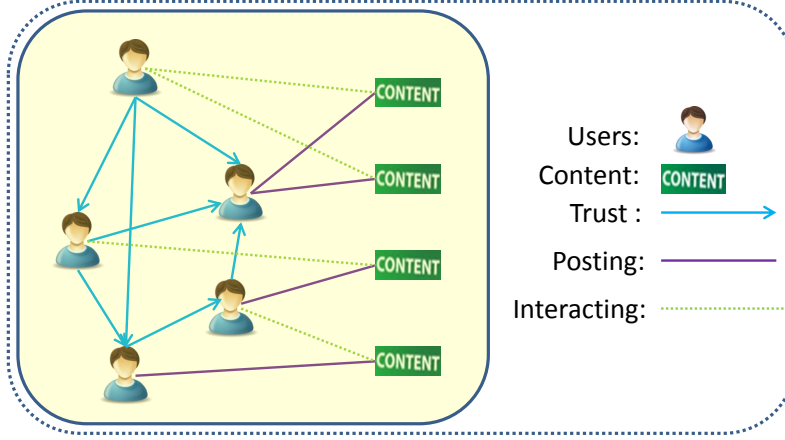 CONTENT
CONTENT
CONTENT
CONTENT
Users:
Content: CONTENT
Trust :
Posting:
Interacting: